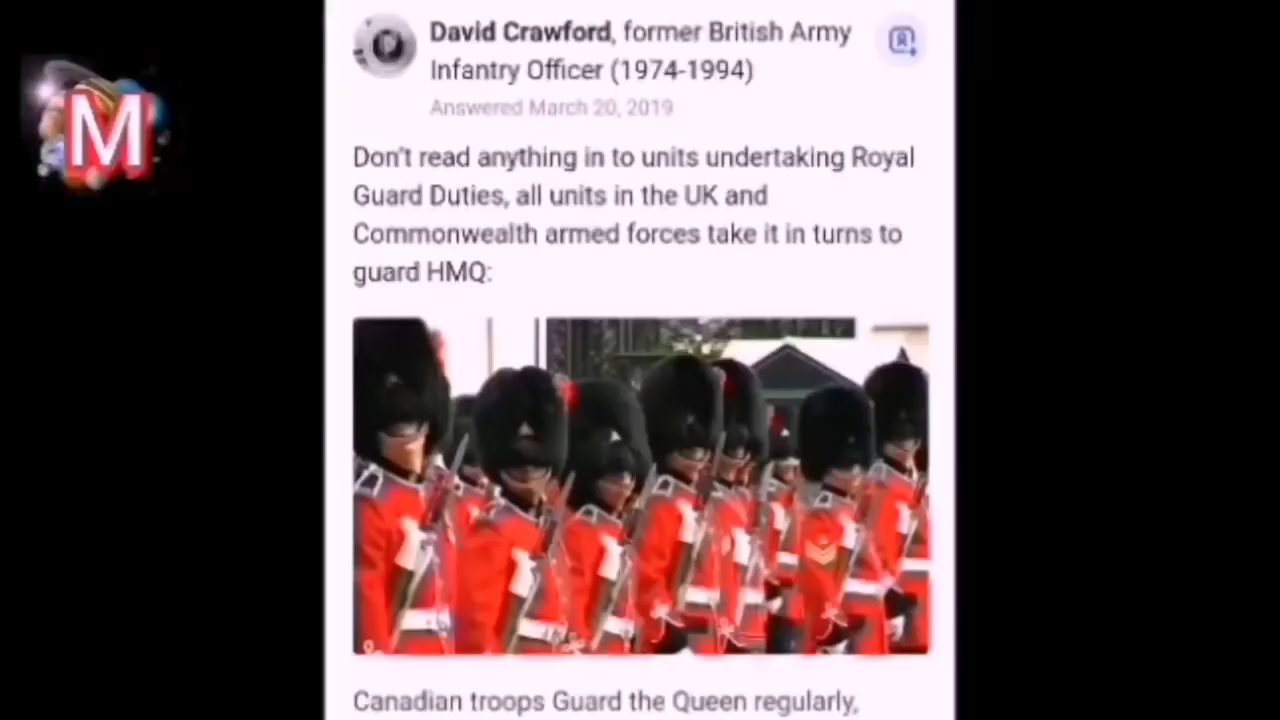 M
David Crawford, former British Army
Infantry Officer (1974-1994)
Answered March 20, 2019
Don't read anything in to units undertaking Royal
Guard Duties, all units in the UK and
Commonwealth armed forces take it in turns to
guard HMQ:
Canadian troops Guard the Queen regularly,